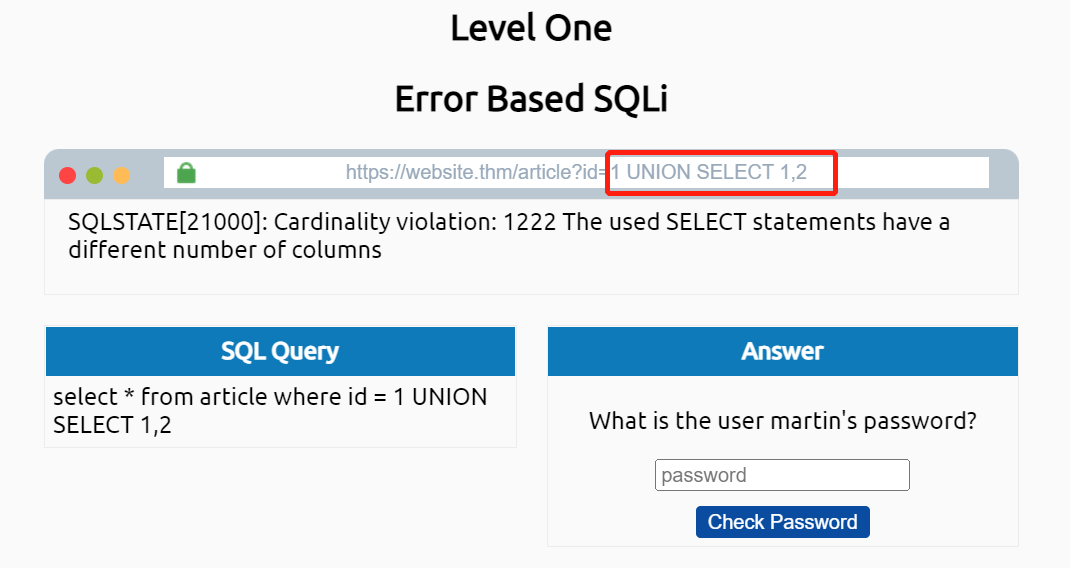 Level One
Error Based SQLi
https://website.thm/article?id=1 UNION SELECT 1,2
SQLSTATE[21000]: Cardinality violation: 1222 The used SELECT statements have a
different number of columns
SQL Query
select * from article where id = 1 UNION
SELECT 1,2
Answer
What is the user martin's password?
password
Check Password